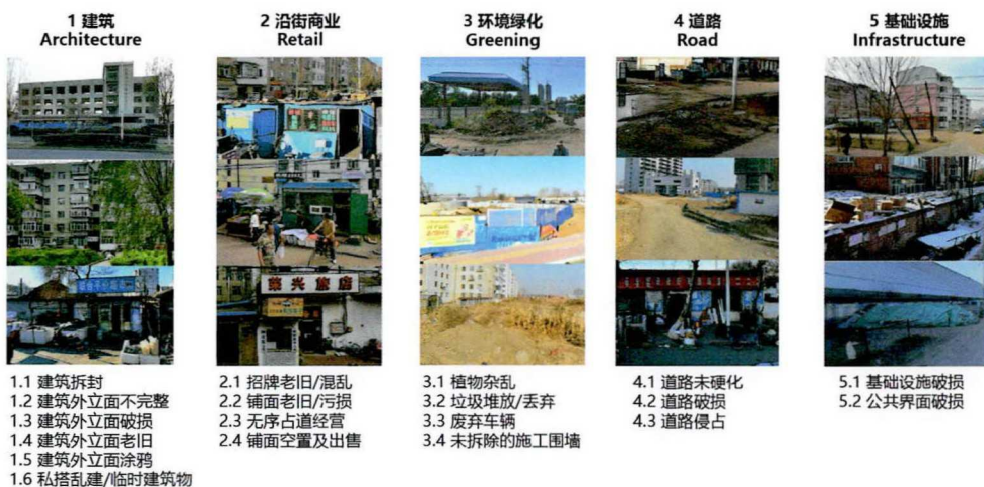 1 建筑
Architecture
2 沿街商业
Retail
3 环境绿化
Greening
4 道路
Road
5 基础设施
Infrastructure
荣兴旅店
1.1 建筑拆封
1.2 建筑外立面不完整
1.3 建筑外立面破损
1.4 建筑外立面老旧
1.5 建筑外立面涂鸦
1.6 私搭乱建/临时建筑物
2.1 招牌老旧/混乱
2.2 铺面老旧/污损
2.3 无序占道经营
2.4 铺面空置及出售
3.1 植物杂乱
3.2 垃圾堆放/丢弃
3.3 废弃车辆
3.4 未拆除的施工围墙
4.1 道路未硬化
4.2 道路破损
4.3 道路侵占
5.1 基础设施破损
5.2 公共界面破损